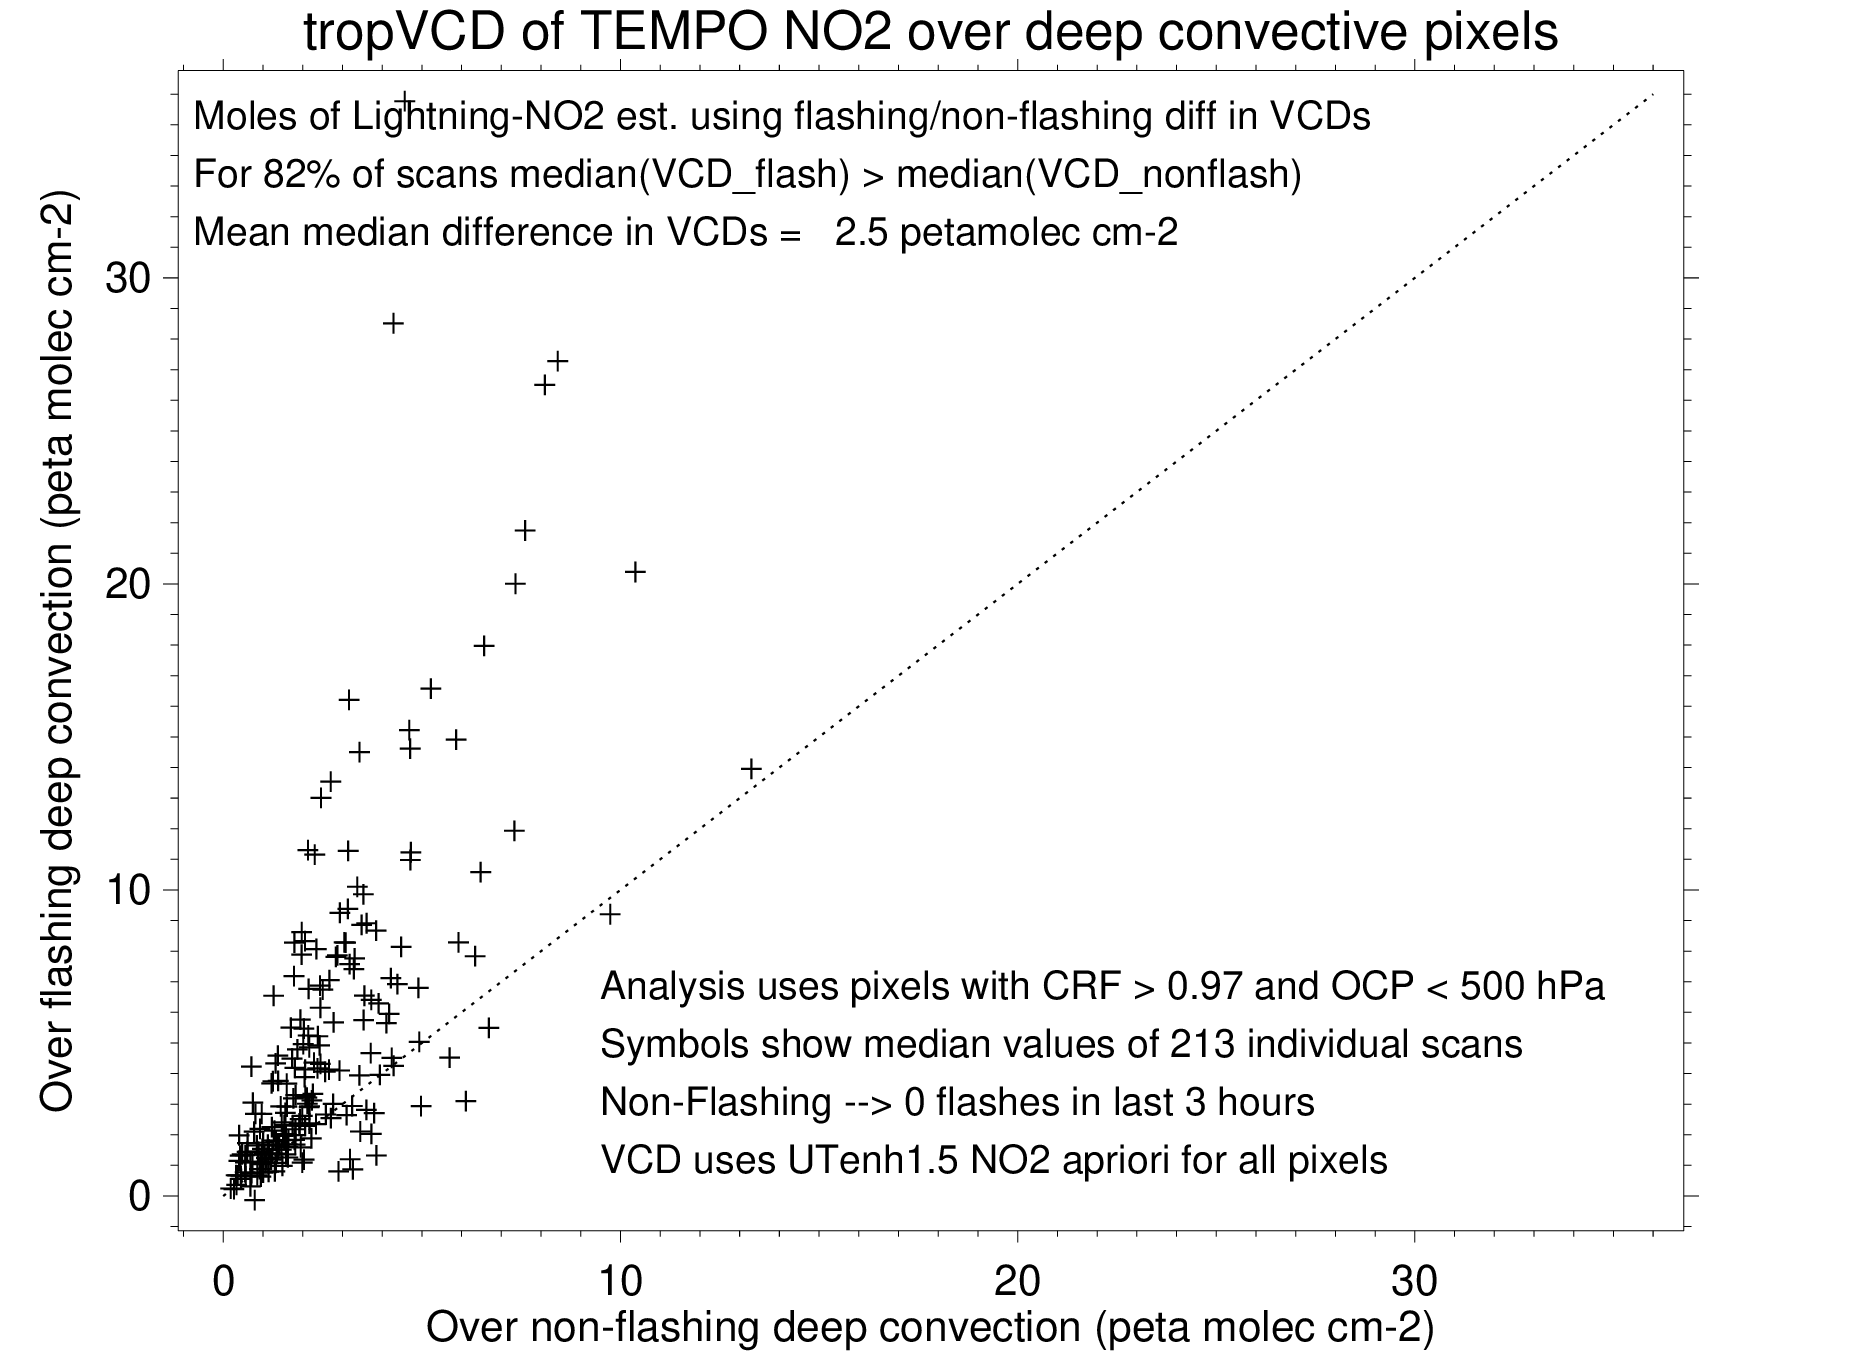 tropVCD of TEMPO NO2 over deep convective pixels
Moles of Lightning-NO2 est. using flashing/non-flashing diff in VCDs
For 82% of scans median(VCD_flash) > median(VCD_nonflash)
Mean median difference in VCDs = 2.5 petamolec cm-2
Over flashing deep convection (peta molec cm-2)
30
20
10
0
Analysis uses pixels with CRF > 0.97 and OCP < 500 hPa
Symbols show median values of 213 individual scans
Non-Flashing --> 0 flashes in last 3 hours
VCD uses UTenh1.5 NO2 apriori for all pixels
0 10 20 30
Over non-flashing deep convection (peta molec cm-2)